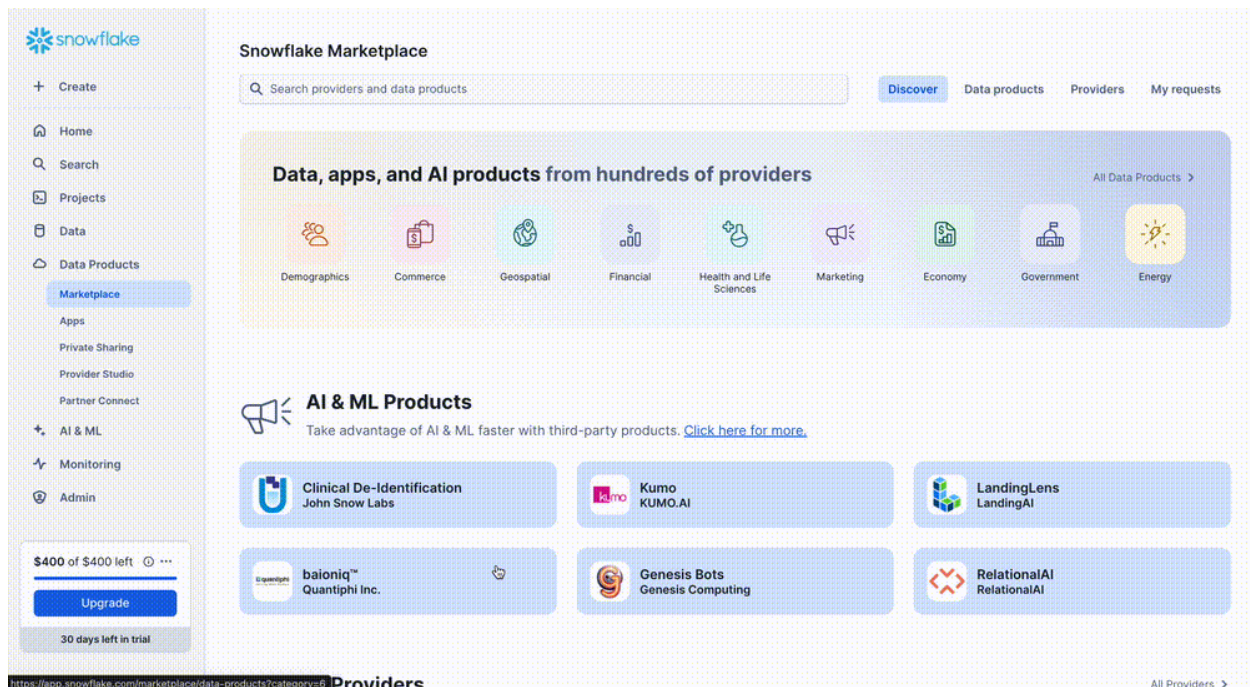 snowflake
+ Create
Home
Search
Projects
Data
Data Products
Marketplace
Apps
Private Sharing
Provider Studio
Partner Connect
AI & ML
Monitoring
Admin
$400 of $400 left
Upgrade
30 days left in trial
Snowflake Marketplace
Search providers and data products
Discover
Data products
Providers
My requests
Data, apps, and AI products from hundreds of providers
All Data Products >
Demographics
Commerce
Geospatial
Financial
Health and Life
Sciences
Marketing
Economy
Government
Energy
AI & ML Products
Take advantage of AI & ML faster with third-party products. Click here for more.
Clinical De-Identification
John Snow Labs
Kumo
KUMO.AI
LandingLens
LandingAI
baioniq™
Quantiphi Inc.
Genesis Bots
Genesis Computing
RelationalAI
RelationalAI
Providers
All Providers >
https://app.snowflake.com/marketplace/data-products?category=6
kumo
quantiphi